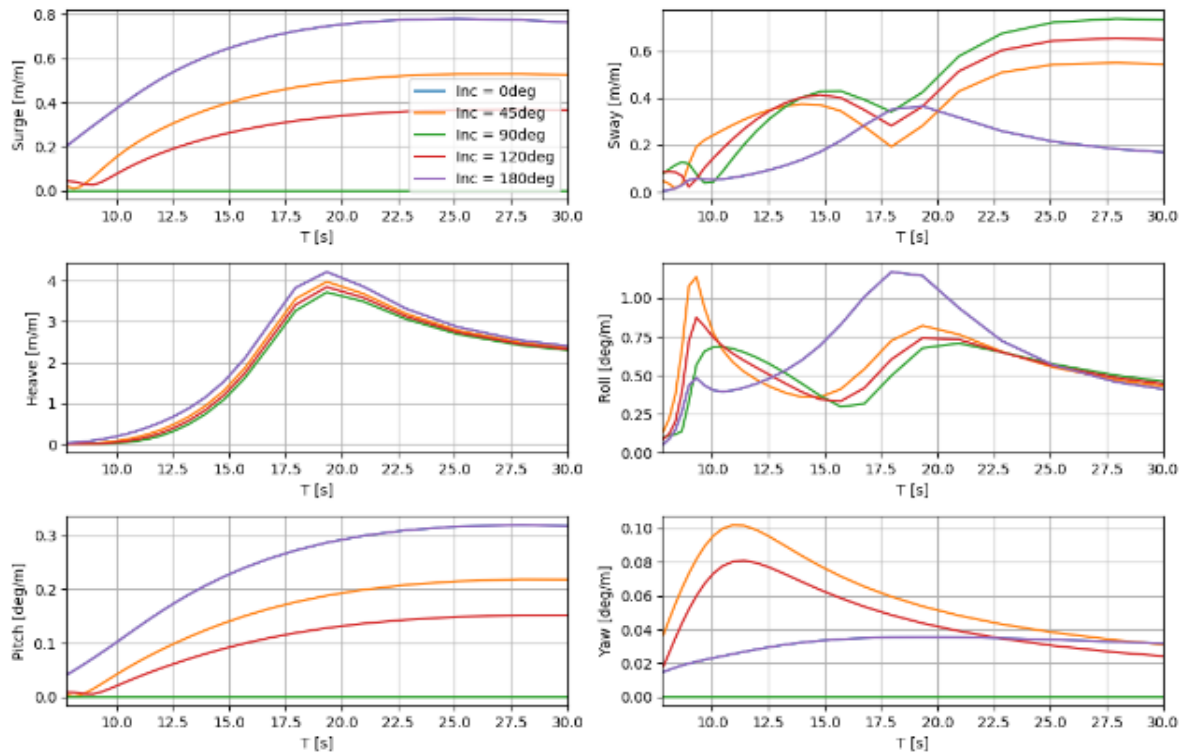 0.8
0.6
0.4
0.2
0.0
Surge [m/m]
Inc = 0deg
Inc = 45deg
Inc = 90deg
Inc = 120deg
Inc = 180deg
10.0 12.5 15.0 17.5 20.0 22.5 25.0 27.5 30.0
T [s]
0.6
0.4
0.2
0.0
Sway [m/m]
10.0 12.5 15.0 17.5 20.0 22.5 25.0 27.5 30.0
T [s]
4
3
2
1
0
Heave [m/m]
10.0 12.5 15.0 17.5 20.0 22.5 25.0 27.5 30.0
T [s]
1.00
0.75
0.50
0.25
0.00
Roll [deg/m]
10.0 12.5 15.0 17.5 20.0 22.5 25.0 27.5 30.0
T [s]
0.3
0.2
0.1
0.0
Pitch [deg/m]
10.0 12.5 15.0 17.5 20.0 22.5 25.0 27.5 30.0
T [s]
0.10
0.08
0.06
0.04
0.02
0.00
Yaw [deg/m]
10.0 12.5 15.0 17.5 20.0 22.5 25.0 27.5 30.0
T [s]